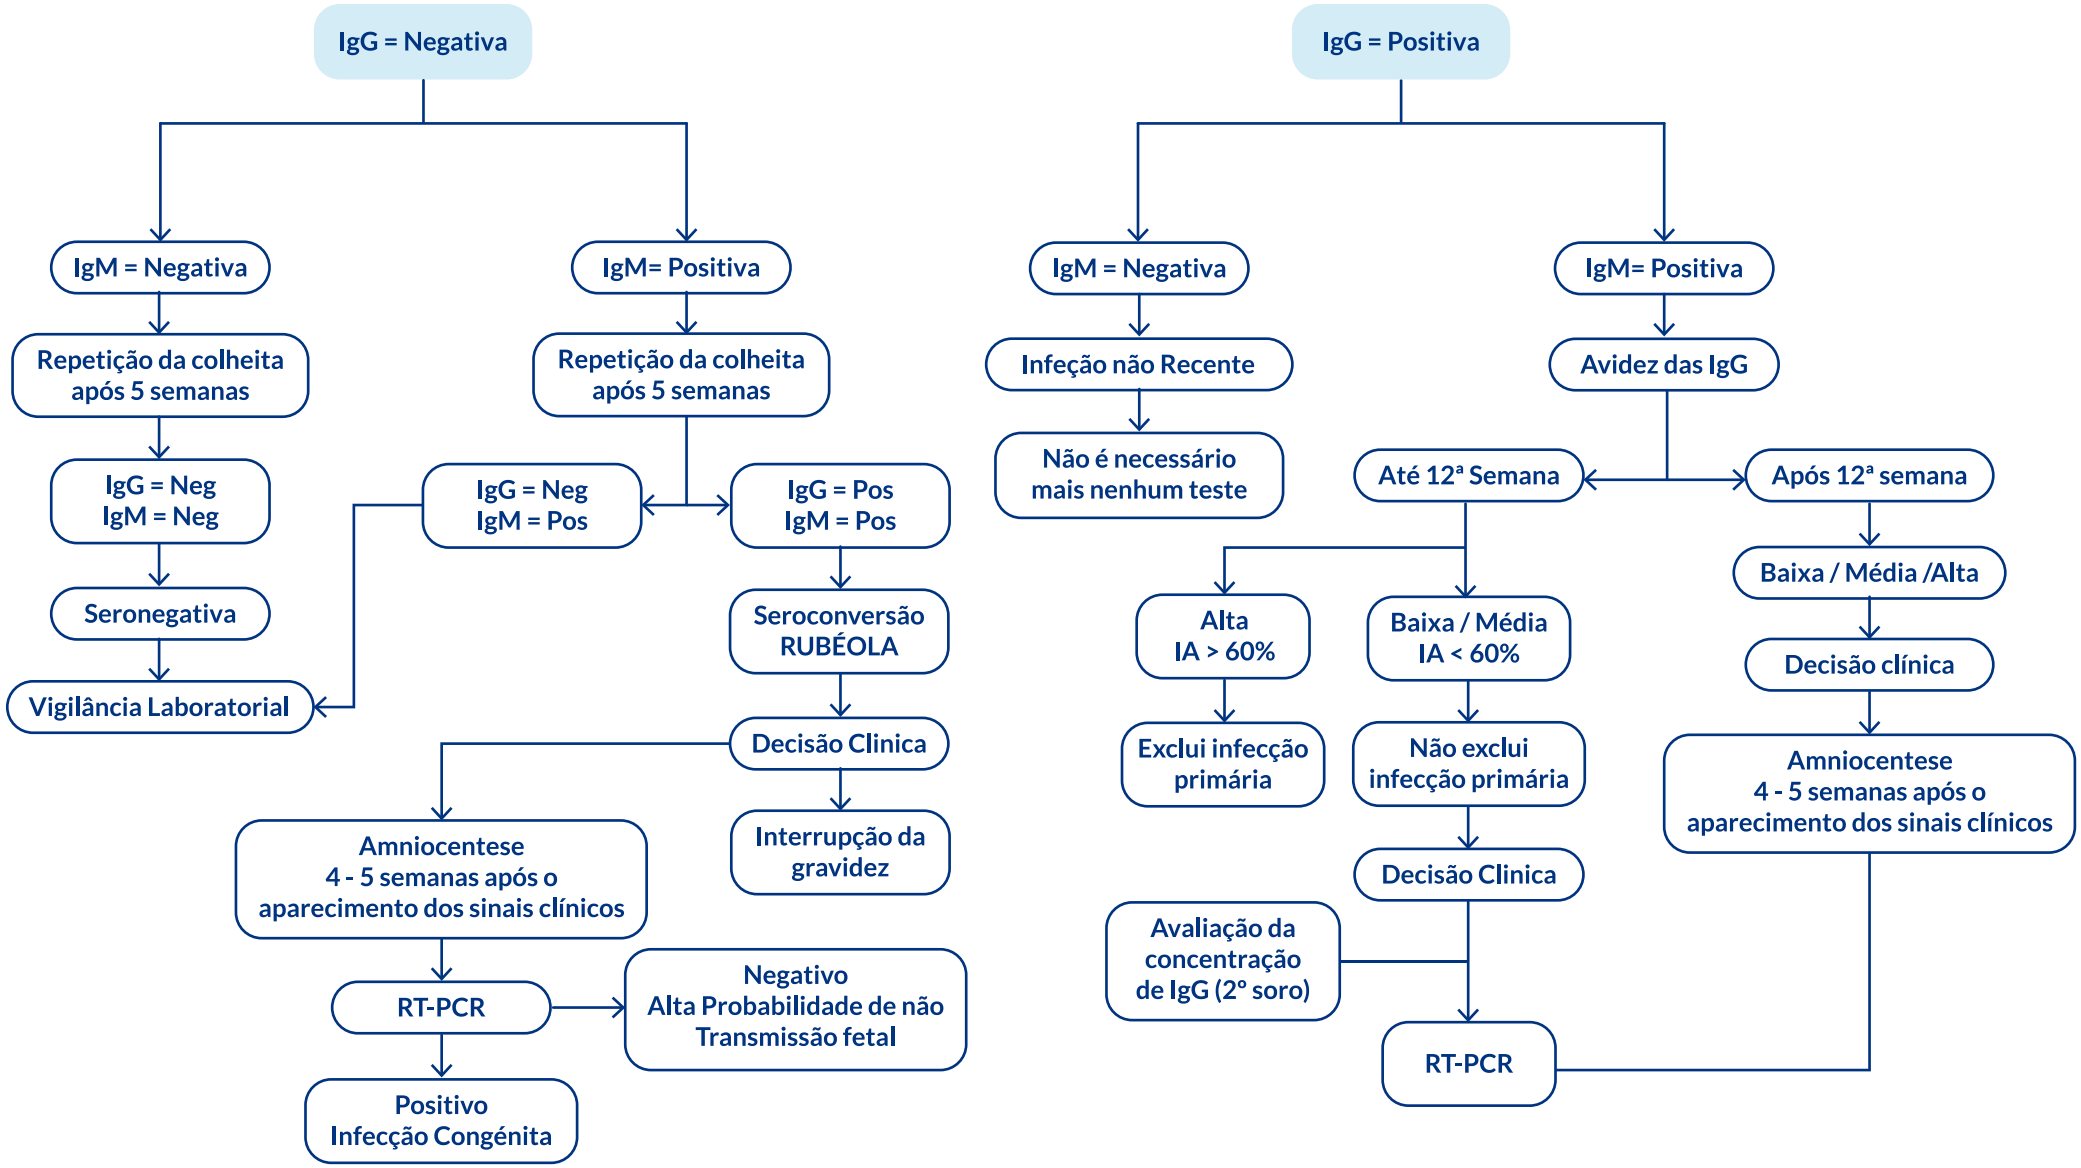 IgG = Negativa
IgM = Negativa
Repetição da colheita
após 5 semanas
IgG = Neg
IgM = Neg
Seronegativa
Vigilância Laboratorial
IgM= Positiva
Repetição da colheita
após 5 semanas
IgG = Neg
IgM = Pos
IgG = Pos
IgM = Pos
Seroconversão
RUBÉOLA
Decisão Clinica
Interrupção da
gravidez
Amniocentese
4 - 5 semanas após o
aparecimento dos sinais clínicos
RT-PCR
Negativo
Alta Probabilidade de não
Transmissão fetal
Positivo
Infecção Congénita
IgG = Positiva
IgM = Negativa
Infeção não Recente
Não é necessário
mais nenhum teste
IgM= Positiva
Avidez das IgG
Até 12ª Semana
Alta
IA > 60%
Exclui infecção
primária
Baixa / Média
IA < 60%
Não exclui
infecção primária
Decisão Clinica
Avaliação da
concentração
de IgG (2º soro)
RT-PCR
Após 12ª semana
Baixa / Média /Alta
Decisão clínica
Amniocentese
4 - 5 semanas após o
aparecimento dos sinais clínicos